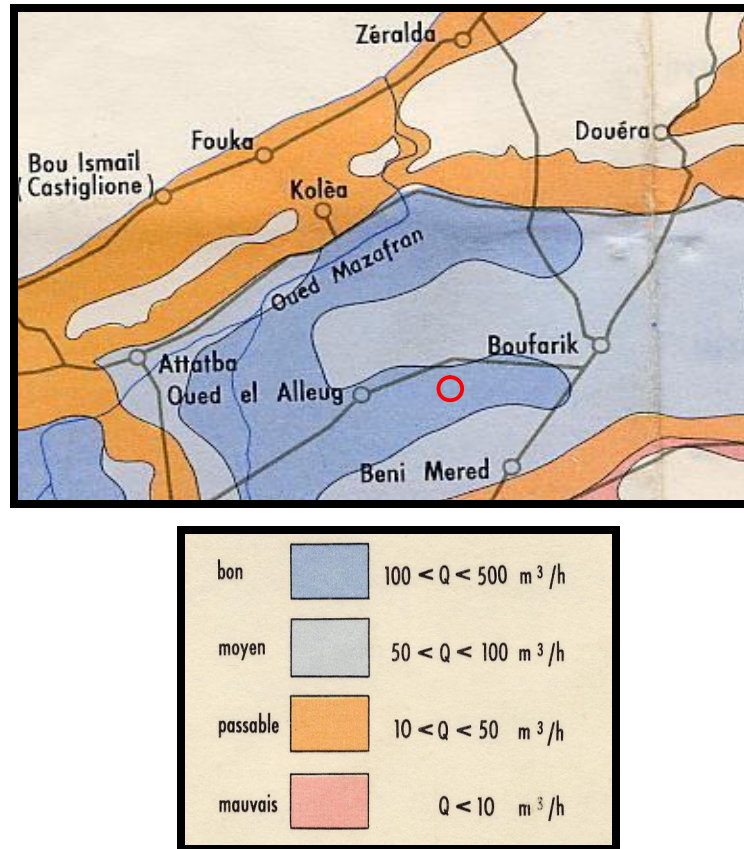 Zéralda
Douéra
Fouka
Bou Ismaïl
(Castiglione)
Kolèa
Oued Mazafran
Boufarik
Attatba
Oued el Alleug
Beni Mered
bon 100 < Q < 500 m³/h
moyen 50 < Q < 100 m³/h
passable 10 < Q < 50 m³/h
mauvais Q < 10 m³/h